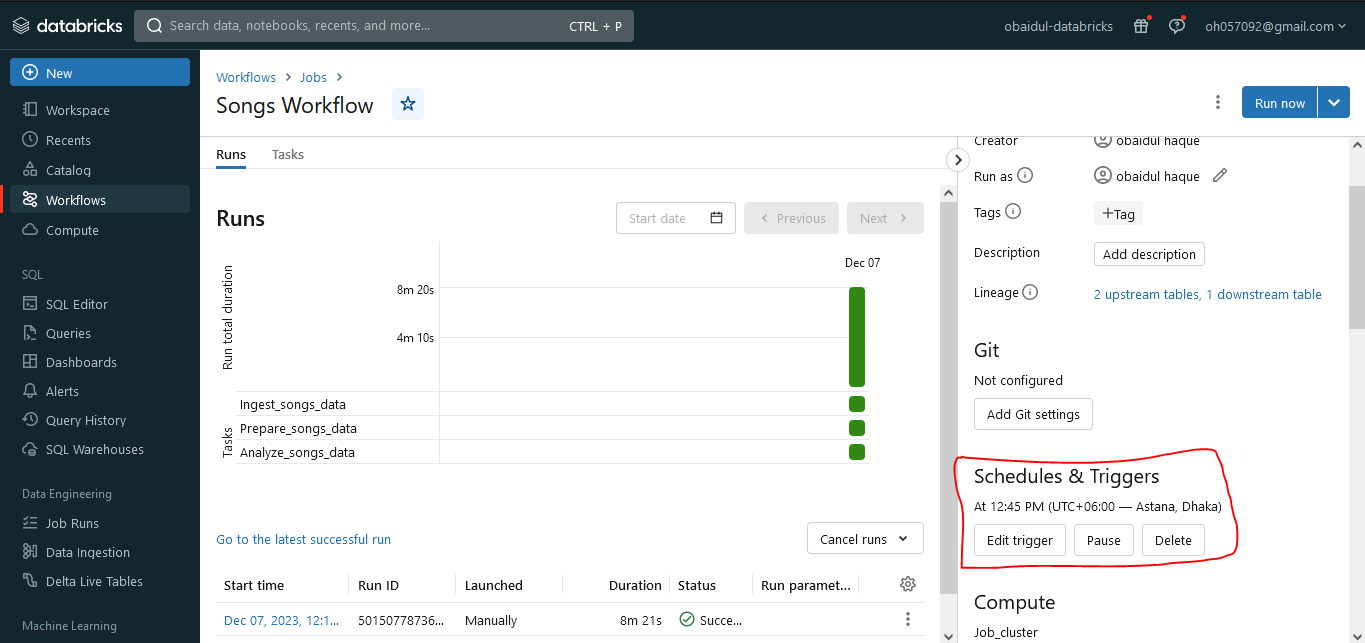 databricks
Search data, notebooks, recents, and more...
CTRL + P
obaidul-databricks
oh057092@gmail.com
New
Workspace
Recents
Catalog
Workflows
Compute
SQL
SQL Editor
Queries
Dashboards
Alerts
Query History
SQL Warehouses
Data Engineering
Job Runs
Data Ingestion
Delta Live Tables
Machine Learning
Workflows > Jobs >
Songs Workflow
Run now
Runs
Tasks
Runs
Start date
Previous
Next
Dec 07
Run total duration
8m 20s
4m 10s
Tasks
Ingest_songs_data
Prepare_songs_data
Analyze_songs_data
Go to the latest successful run
Cancel runs
Start time Run ID Launched Duration Status Run paramet...
Dec 07, 2023, 12:1... 50150778736... Manually 8m 21s Succe...
Creator obaidul haque
Run as obaidul haque
Tags +Tag
Description Add description
Lineage 2 upstream tables, 1 downstream table
Git
Not configured
Add Git settings
Schedules & Triggers
At 12:45 PM (UTC+06:00 — Astana, Dhaka)
Edit trigger Pause Delete
Compute
Job_cluster